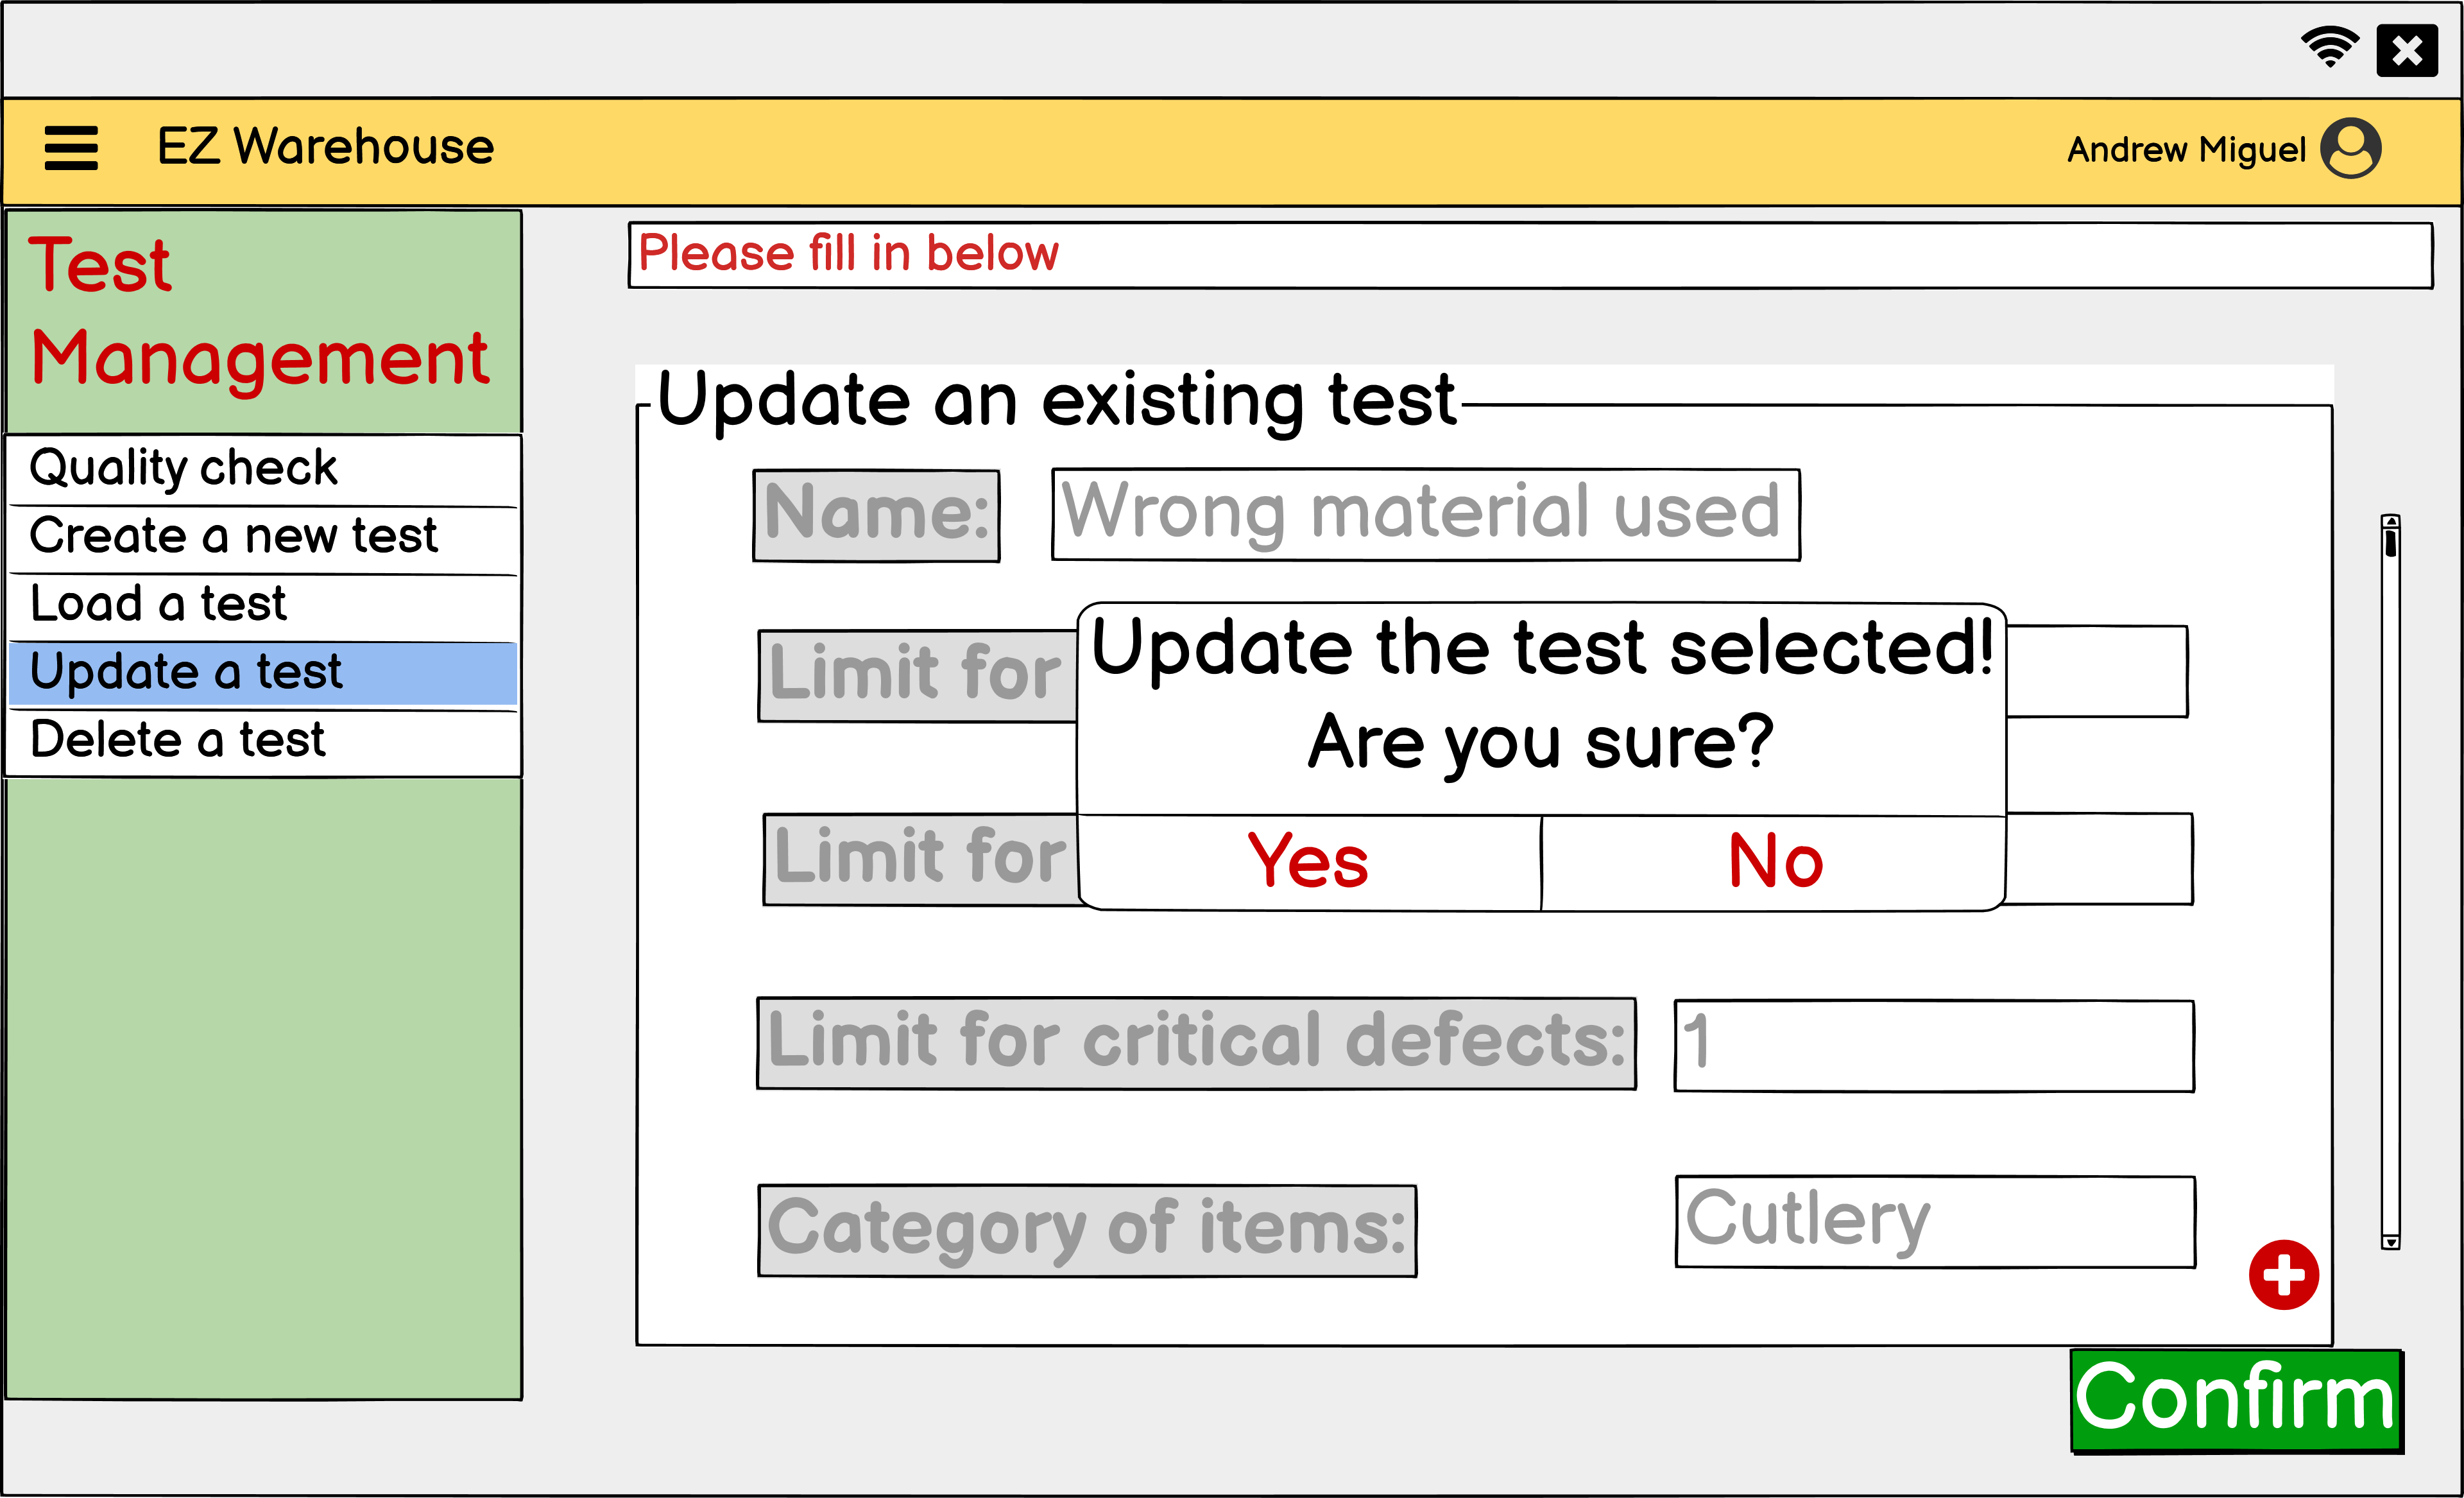 EZ Warehouse
Andrew Miguel
Test
Management
Quality check
Create a new test
Load a test
Update a test
Delete a test
Please fill in below
Update an existing test
Name:
Wrong material used
Limit for
Limit for
Update the test selected!
Are you sure?
Yes
No
Limit for critical defects:
1
Category of items:
Cutlery
Confirm